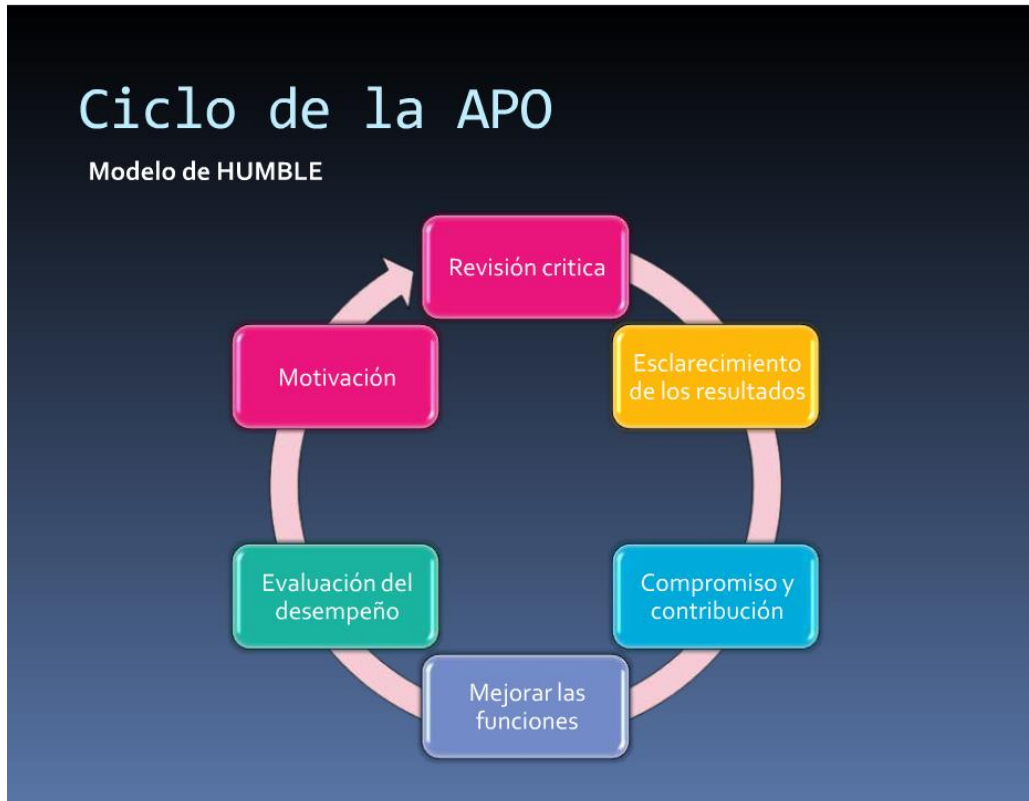 Ciclo de la APO
Modelo de HUMBLE
Revisión critica
Esclarecimiento
de los resultados
Compromiso y
contribución
Mejorar las
funciones
Evaluación del
desempeño
Motivación